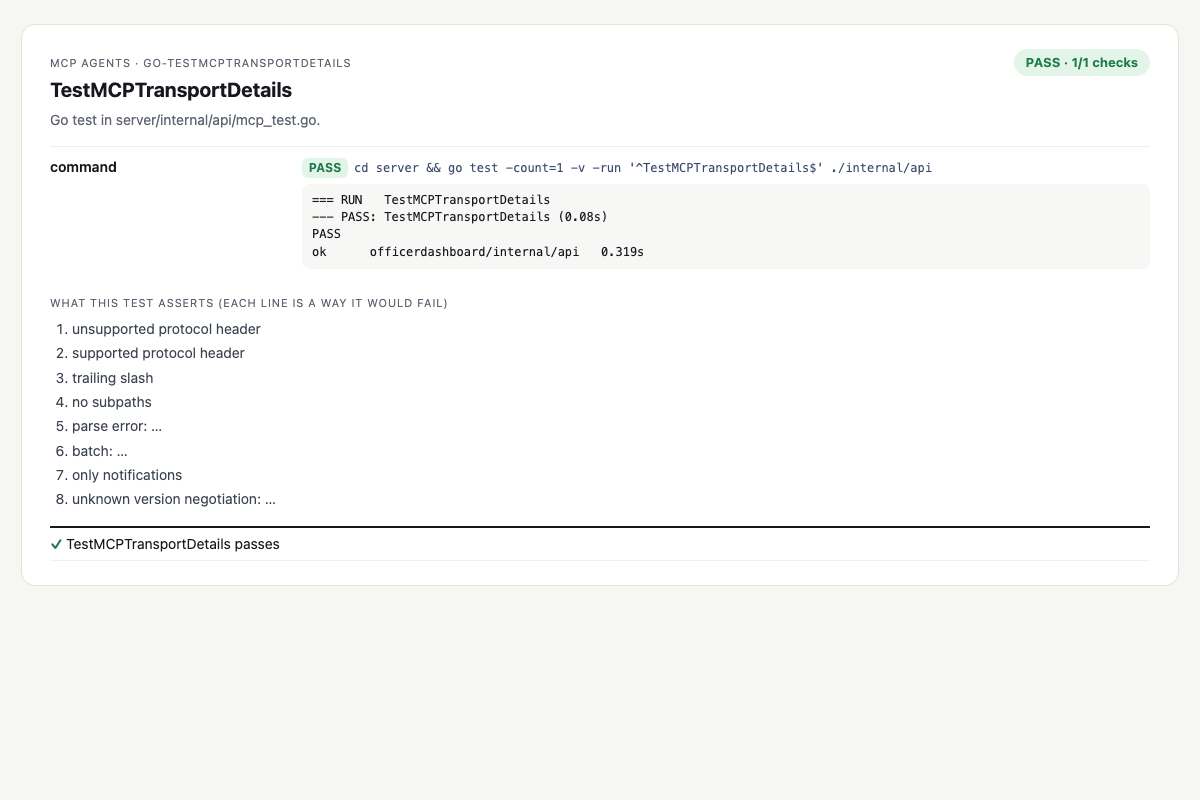 MCP AGENTS · GO-TESTMCPTRANSPORTDETAILS
PASS · 1/1 checks
TestMCPTransportDetails
Go test in server/internal/api/mcp_test.go.
command
PASS cd server && go test -count=1 -v -run '^TestMCPTransportDetails$' ./internal/api
=== RUN   TestMCPTransportDetails
--- PASS: TestMCPTransportDetails (0.08s)
PASS
ok      officerdashboard/internal/api   0.319s
WHAT THIS TEST ASSERTS (EACH LINE IS A WAY IT WOULD FAIL)
1. unsupported protocol header
2. supported protocol header
3. trailing slash
4. no subpaths
5. parse error: …
6. batch: …
7. only notifications
8. unknown version negotiation: …
✓ TestMCPTransportDetails passes